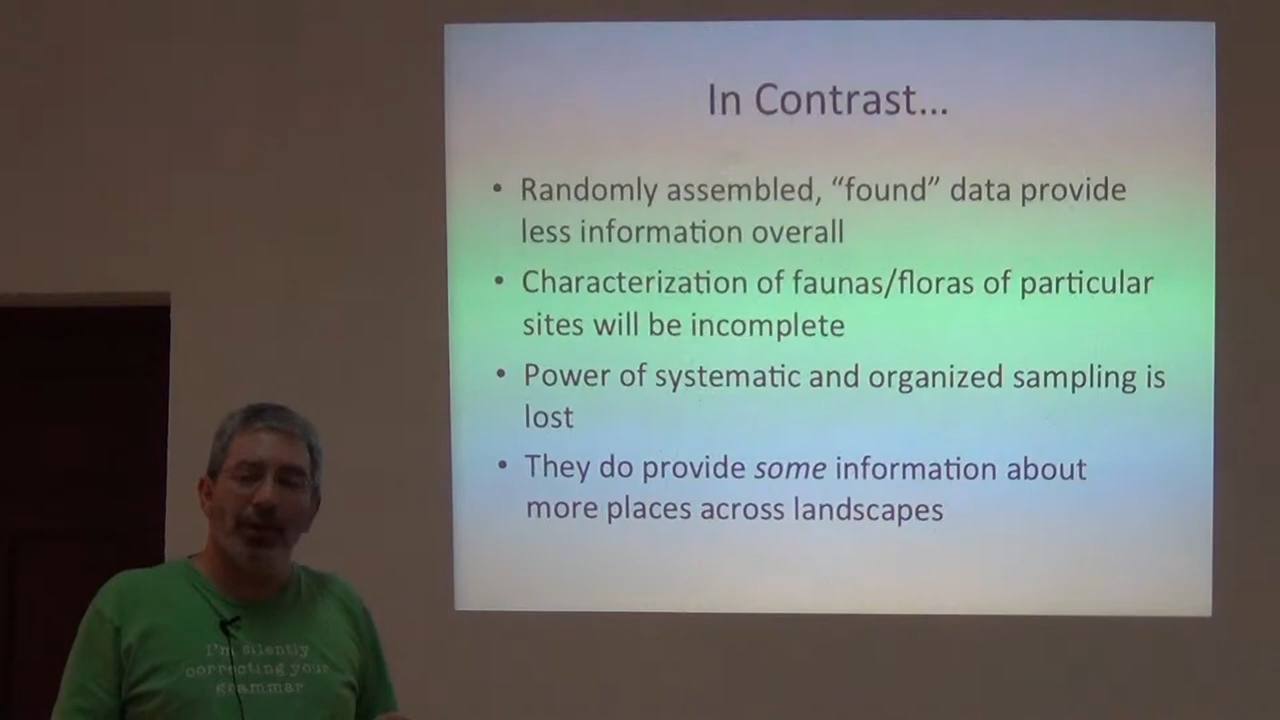 In Contrast…
• Randomly assembled, “found” data provide
less information overall
• Characterization of faunas/floras of particular
sites will be incomplete
• Power of systematic and organized sampling is
lost
• They do provide some information about
more places across landscapes
I'm silently
correcting your
grammar